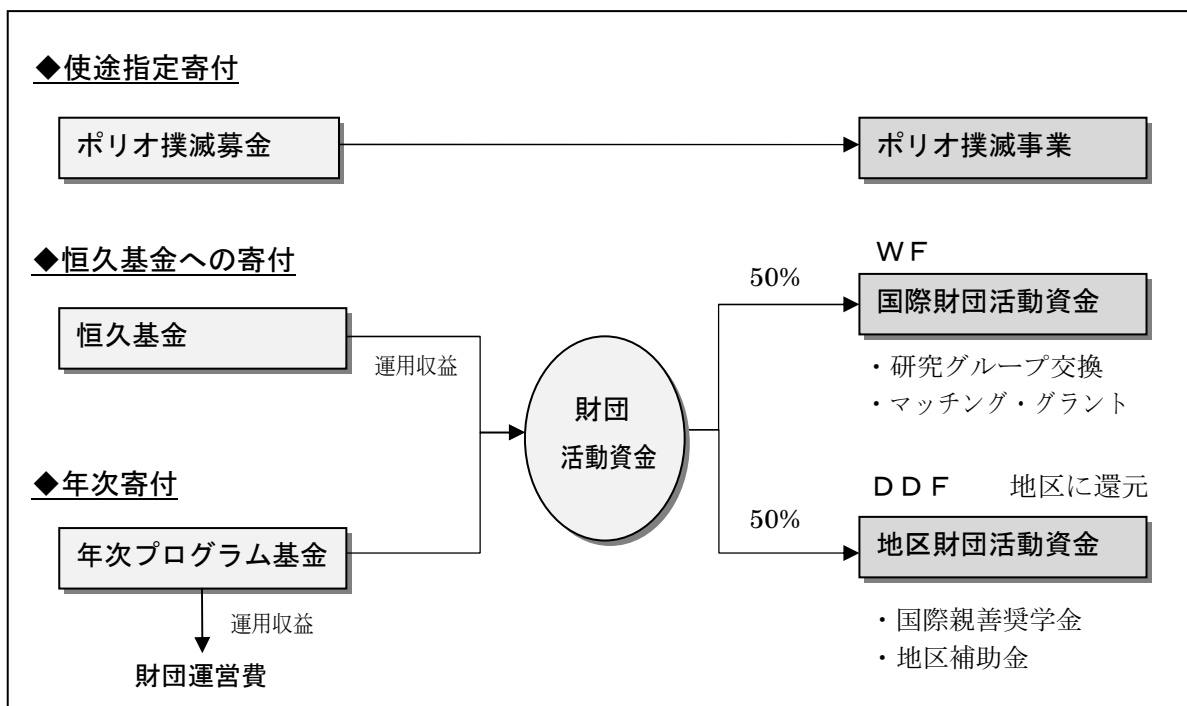 ◆使途指定寄付
ポリオ撲滅募金
ポリオ撲滅事業
◆恒久基金への寄付
恒久基金
運用収益
◆年次寄付
年次プログラム基金
運用収益
財団運営費
財団
活動資金
50%
ＷＦ
国際財団活動資金
・研究グループ交換
・マッチング・グラント
50%
ＤＤＦ　地区に還元
地区財団活動資金
・国際親善奨学金
・地区補助金